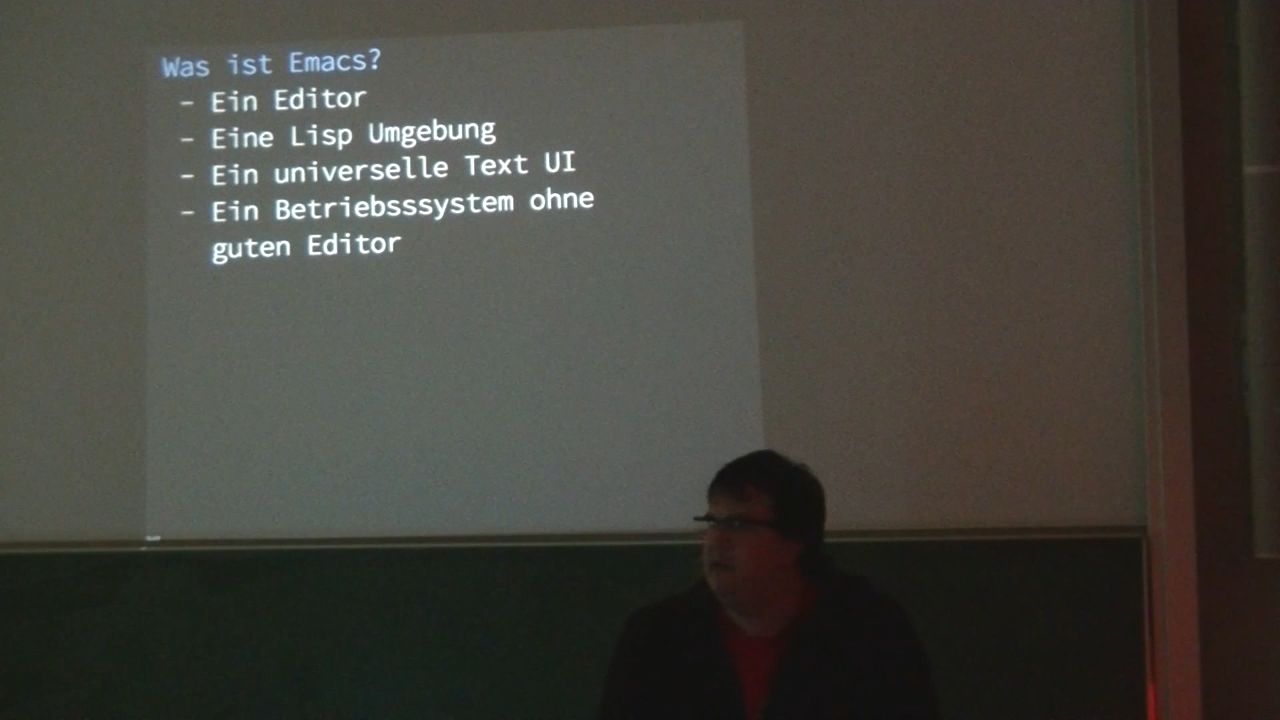 Was ist Emacs?
- Ein Editor
- Eine Lisp Umgebung
- Ein universelle Text UI
- Ein Betriebsssystem ohne
guten Editor